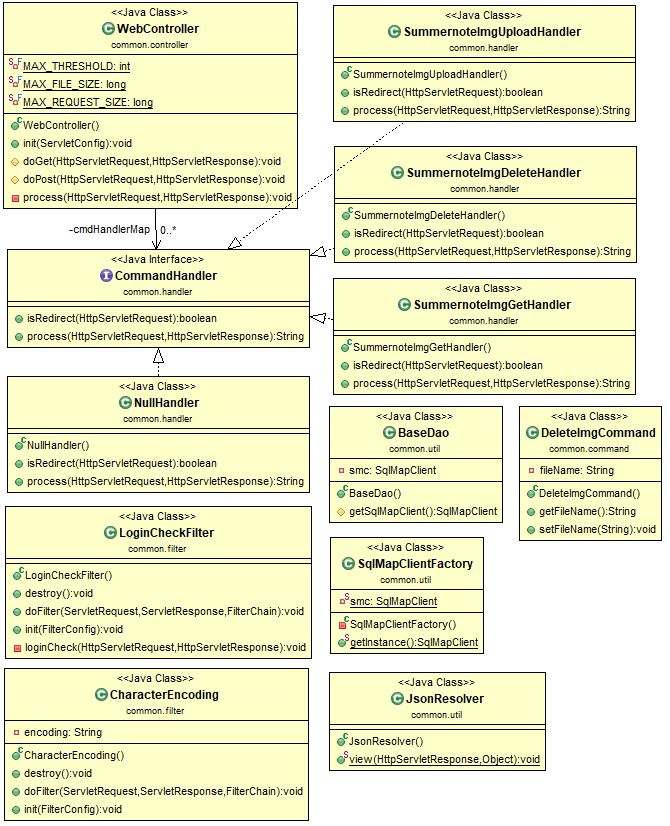 <<Java Class>>
WebController
common.controller
MAX_THRESHOLD: int
MAX_FILE_SIZE: long
MAX_REQUEST_SIZE: long
WebController()
init(ServletConfig):void
doGet(HttpServletRequest,HttpServletResponse):void
doPost(HttpServletRequest,HttpServletResponse):void
process(HttpServletRequest,HttpServletResponse):void
-cmdHandlerMap 0..*
<<Java Interface>>
CommandHandler
common.handler
isRedirect(HttpServletRequest):boolean
process(HttpServletRequest,HttpServletResponse):String
<<Java Class>>
NullHandler
common.handler
NullHandler()
isRedirect(HttpServletRequest):boolean
process(HttpServletRequest,HttpServletResponse):String
<<Java Class>>
LoginCheckFilter
common.filter
LoginCheckFilter()
destroy():void
doFilter(ServletRequest,ServletResponse,FilterChain):void
init(FilterConfig):void
loginCheck(HttpServletRequest,HttpServletResponse):void
<<Java Class>>
CharacterEncoding
common.filter
encoding: String
CharacterEncoding()
destroy():void
doFilter(ServletRequest,ServletResponse,FilterChain):void
init(FilterConfig):void
<<Java Class>>
SummernoteImgUploadHandler
common.handler
SummernoteImgUploadHandler()
isRedirect(HttpServletRequest):boolean
process(HttpServletRequest,HttpServletResponse):String
<<Java Class>>
SummernoteImgDeleteHandler
common.handler
SummernoteImgDeleteHandler()
isRedirect(HttpServletRequest):boolean
process(HttpServletRequest,HttpServletResponse):String
<<Java Class>>
SummernoteImgGetHandler
common.handler
SummernoteImgGetHandler()
isRedirect(HttpServletRequest):boolean
process(HttpServletRequest,HttpServletResponse):String
<<Java Class>>
BaseDao
common.util
smc: SqlMapClient
BaseDao()
getSqlMapClient():SqlMapClient
<<Java Class>>
DeleteImgCommand
common.command
fileName: String
DeleteImgCommand()
getFileName():String
setFileName(String):void
<<Java Class>>
SqlMapClientFactory
common.util
smc: SqlMapClient
SqlMapClientFactory()
getInstance():SqlMapClient
<<Java Class>>
JsonResolver
common.util
JsonResolver()
view(HttpServletResponse,Object):void